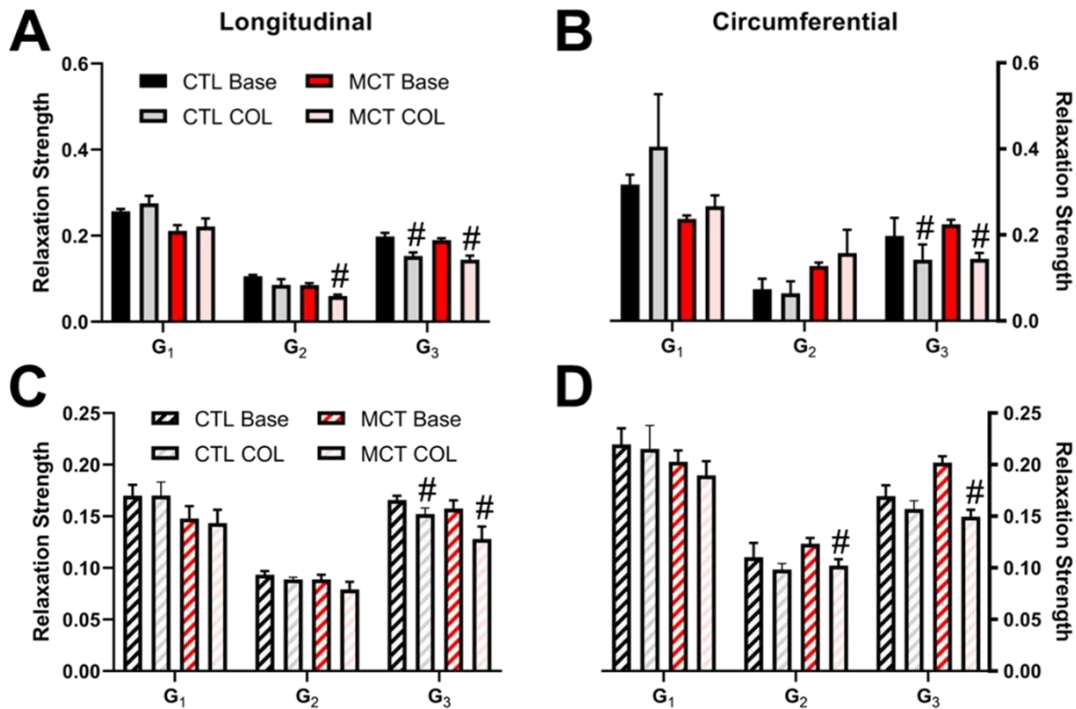 A Longitudinal
B Circumferential
Relaxation Strength
0.6
0.4
0.2
0.0
CTL Base
MCT Base
CTL COL
MCT COL
#
#
#
G1
G2
G3
0.6
0.4
0.2
0.0
Relaxation Strength
#
#
G1
G2
G3
C
Relaxation Strength
0.25
0.20
0.15
0.10
0.05
0.00
CTL Base
MCT Base
CTL COL
MCT COL
#
#
G1
G2
G3
D
0.25
0.20
0.15
0.10
0.05
0.00
Relaxation Strength
#
#
G1
G2
G3